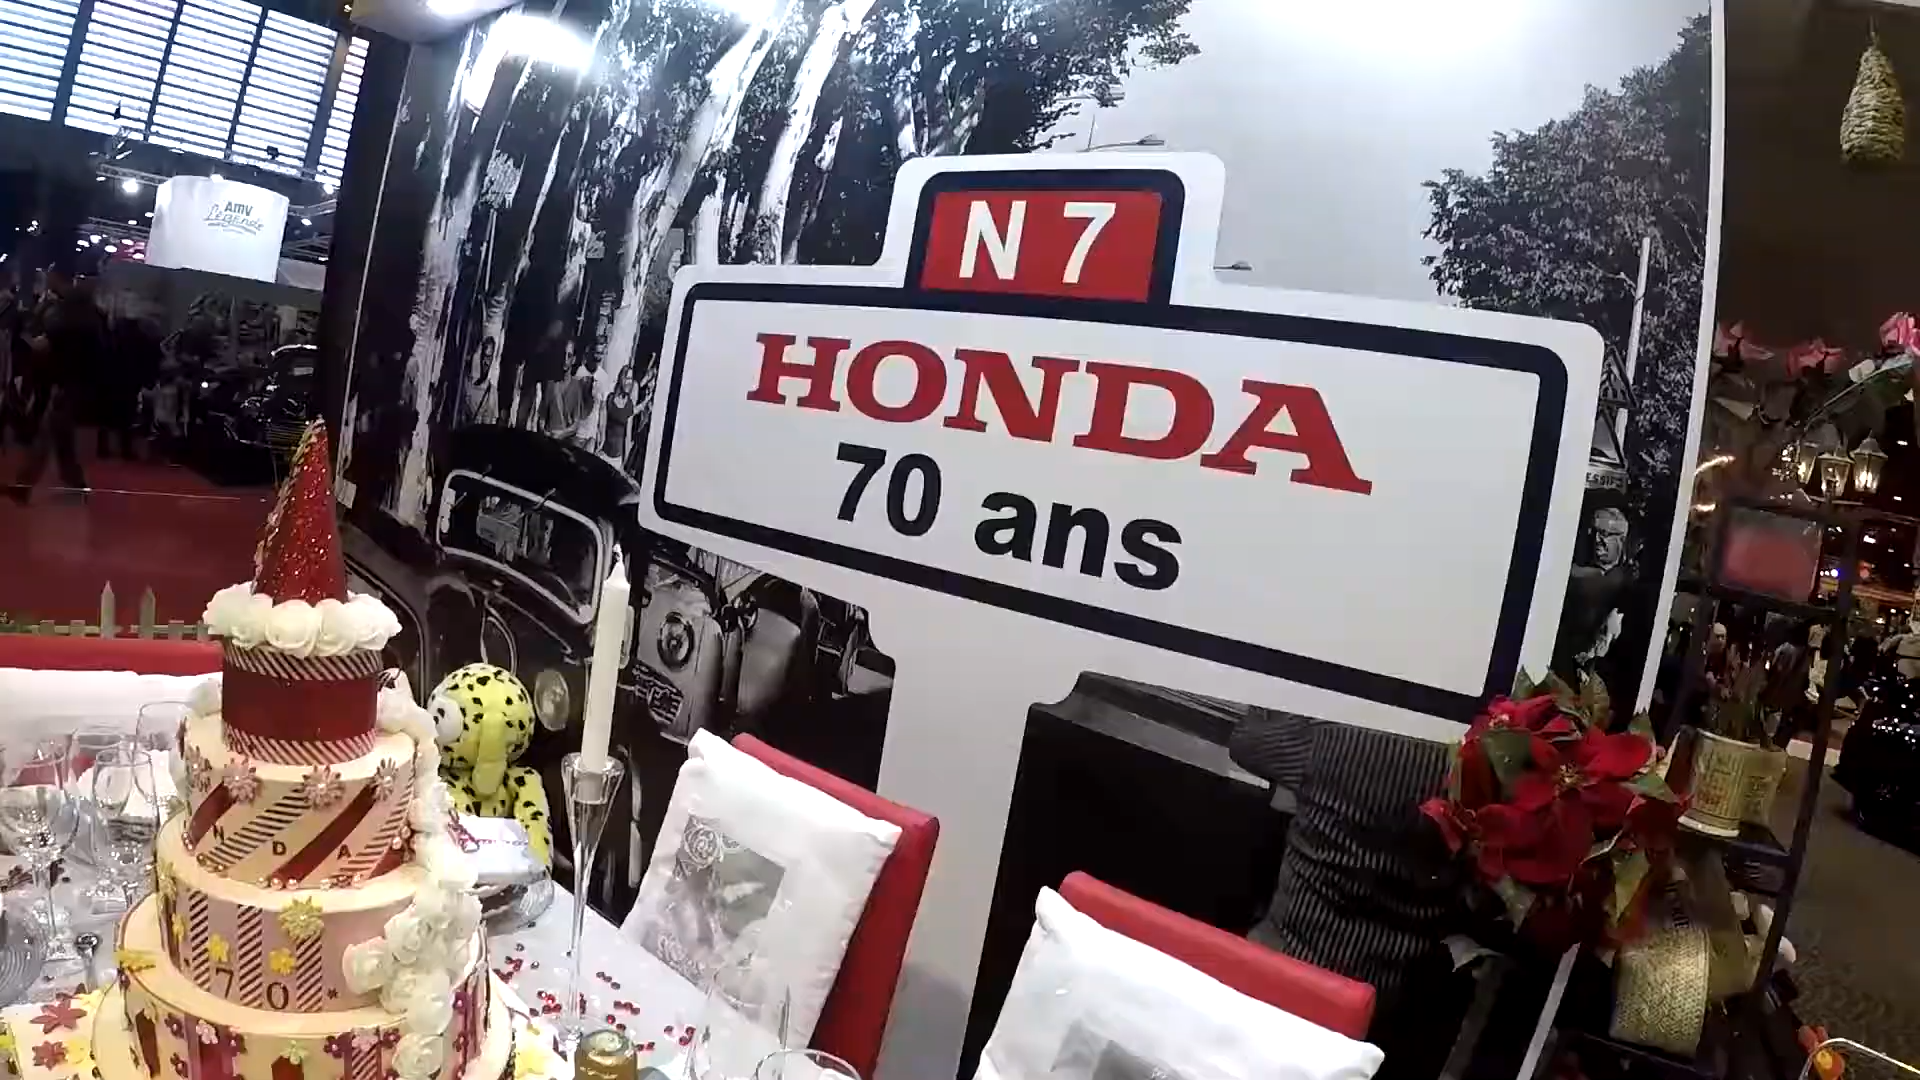 Amv
Légende
N 7
HONDA
70 ans
N D A
70